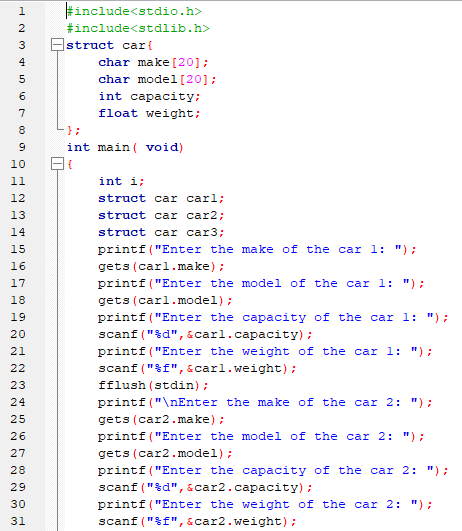 1 #include<stdio.h>
2 #include<stdlib.h>
3 struct car{
4 char make[20];
5 char model[20];
6 int capacity;
7 float weight;
8 };
9 int main( void)
10 {
11 int i;
12 struct car car1;
13 struct car car2;
14 struct car car3;
15 printf("Enter the make of the car 1: ");
16 gets(car1.make);
17 printf("Enter the model of the car 1: ");
18 gets(car1.model);
19 printf("Enter the capacity of the car 1: ");
20 scanf("%d",&car1.capacity);
21 printf("Enter the weight of the car 1: ");
22 scanf("%f",&car1.weight);
23 fflush(stdin);
24 printf("\nEnter the make of the car 2: ");
25 gets(car2.make);
26 printf("Enter the model of the car 2: ");
27 gets(car2.model);
28 printf("Enter the capacity of the car 2: ");
29 scanf("%d",&car2.capacity);
30 printf("Enter the weight of the car 2: ");
31 scanf("%f",&car2.weight);